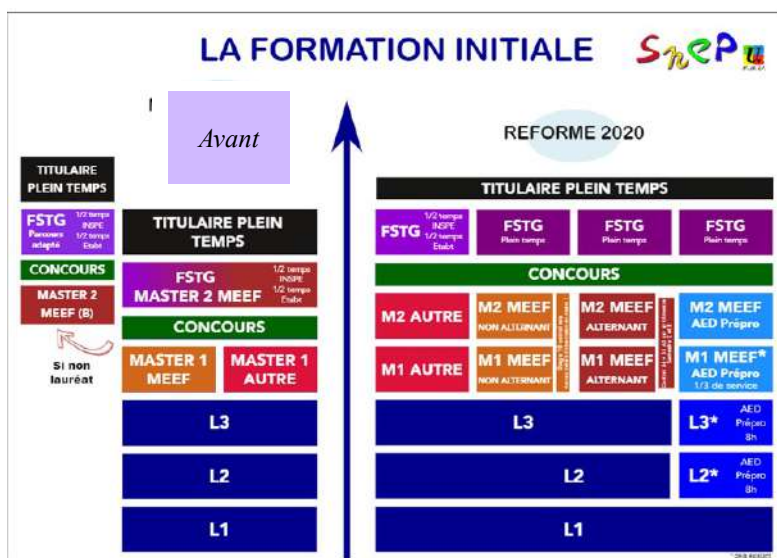 LA FORMATION INITIALE
SnEP
Avant
REFORME 2020
TITULAIRE
PLEIN TEMPS
FSTG
Parcours
adapté
1/2 temps
INSPE
1/2 temps
Etabt
CONCOURS
MASTER 2
MEEF (B)
Si non
lauréat
TITULAIRE PLEIN
TEMPS
FSTG
MASTER 2 MEEF
1/2 temps
INSPE
1/2 temps
Etabt
CONCOURS
MASTER 1
MEEF
MASTER 1
AUTRE
L3
L2
L1
TITULAIRE PLEIN TEMPS
FSTG
1/2 temps
INSPE
1/2 temps
Etabt
FSTG
Plein temps
FSTG
Plein temps
FSTG
Plein temps
CONCOURS
M2 AUTRE
M2 MEEF
NON ALTERNANT
M2 MEEF
ALTERNANT
M2 MEEF
AED Prépro
M1 AUTRE
M1 MEEF
NON ALTERNANT
M1 MEEF
ALTERNANT
M1 MEEF*
AED Prépro
1/3 de service
L3
L3*
AED
Prépro
8h
L2
L2*
AED
Prépro
8h
L1